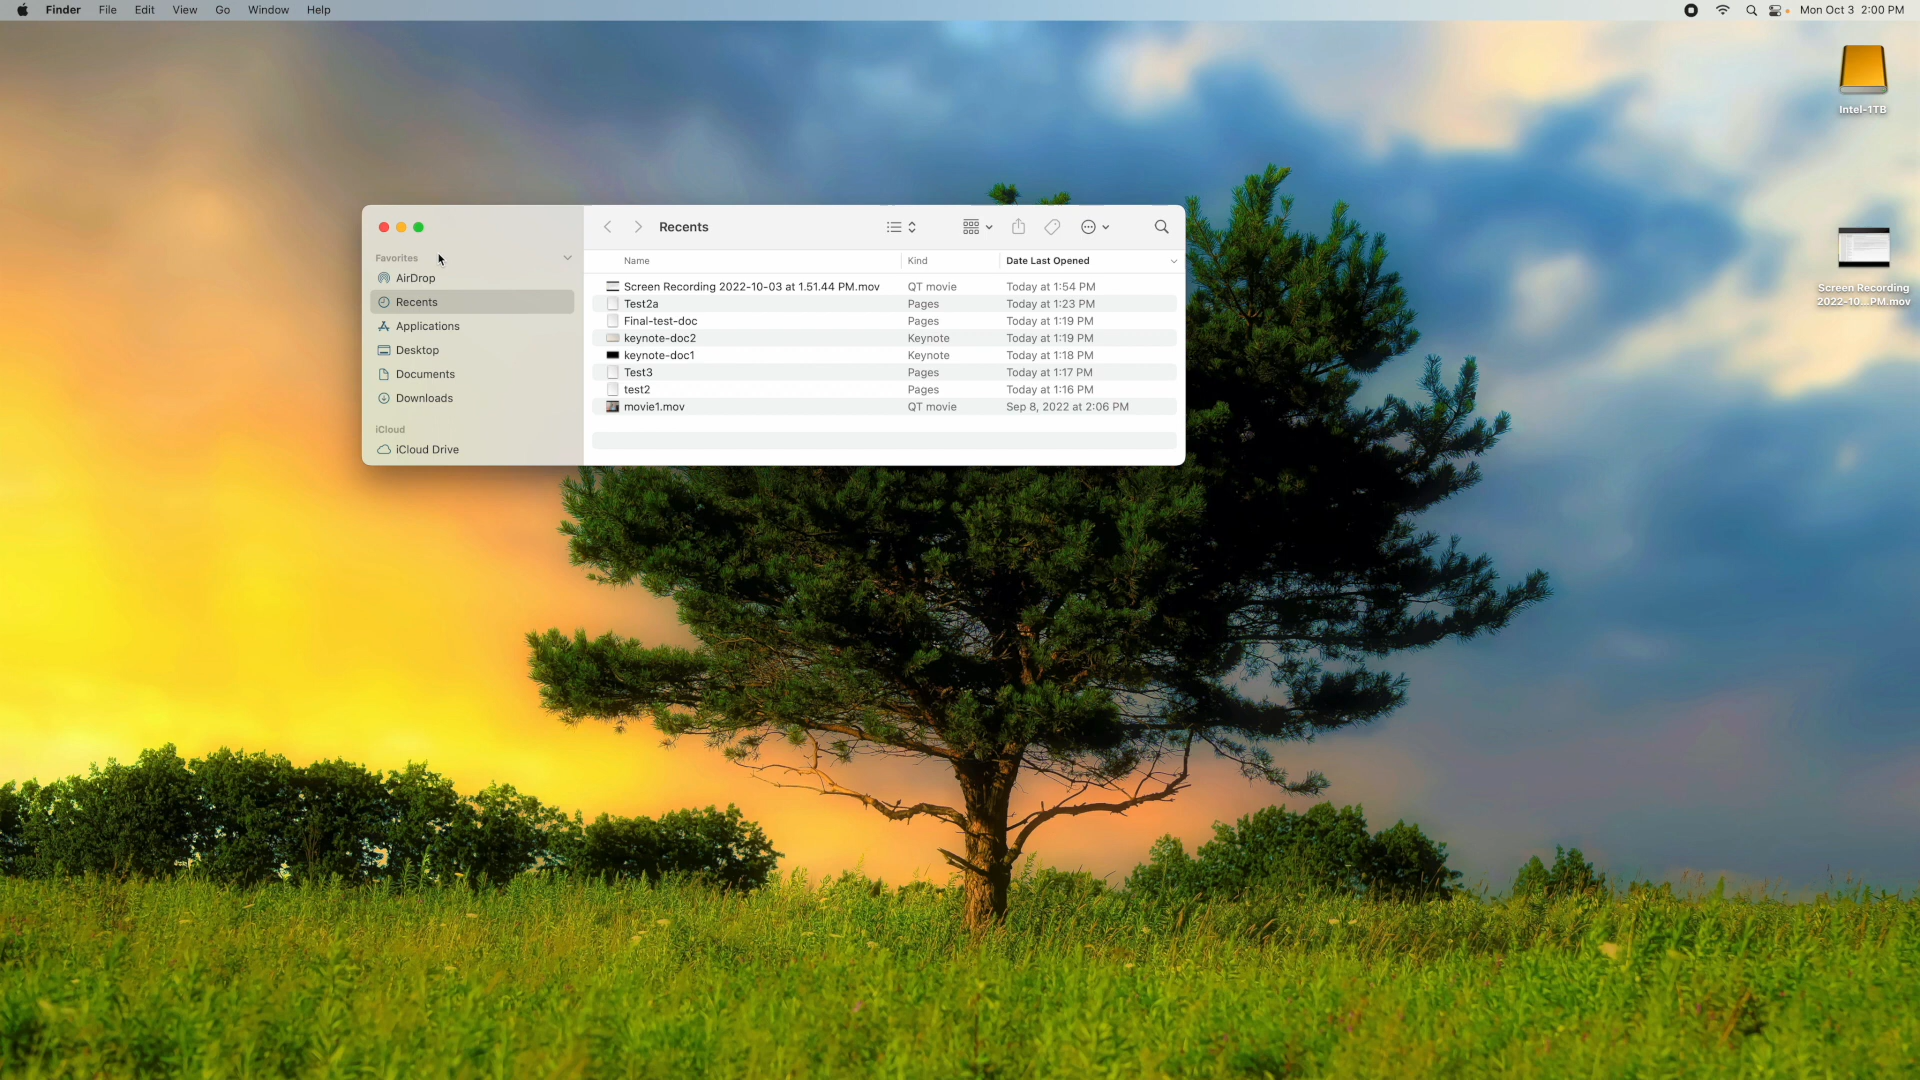 Finder File Edit View Go Window Help Mon Oct 3 2:00 PM
Intel-1TB
Screen Recording
2022-10...PM.mov
Recents
Favorites
AirDrop
Recents
Applications
Desktop
Documents
Downloads
iCloud
iCloud Drive
Name Kind Date Last Opened
Screen Recording 2022-10-03 at 1.51.44 PM.mov QT movie Today at 1:54 PM
Test2a Pages Today at 1:23 PM
Final-test-doc Pages Today at 1:19 PM
keynote-doc2 Keynote Today at 1:19 PM
keynote-doc1 Keynote Today at 1:18 PM
Test3 Pages Today at 1:17 PM
test2 Pages Today at 1:16 PM
movie1.mov QT movie Sep 8, 2022 at 2:06 PM